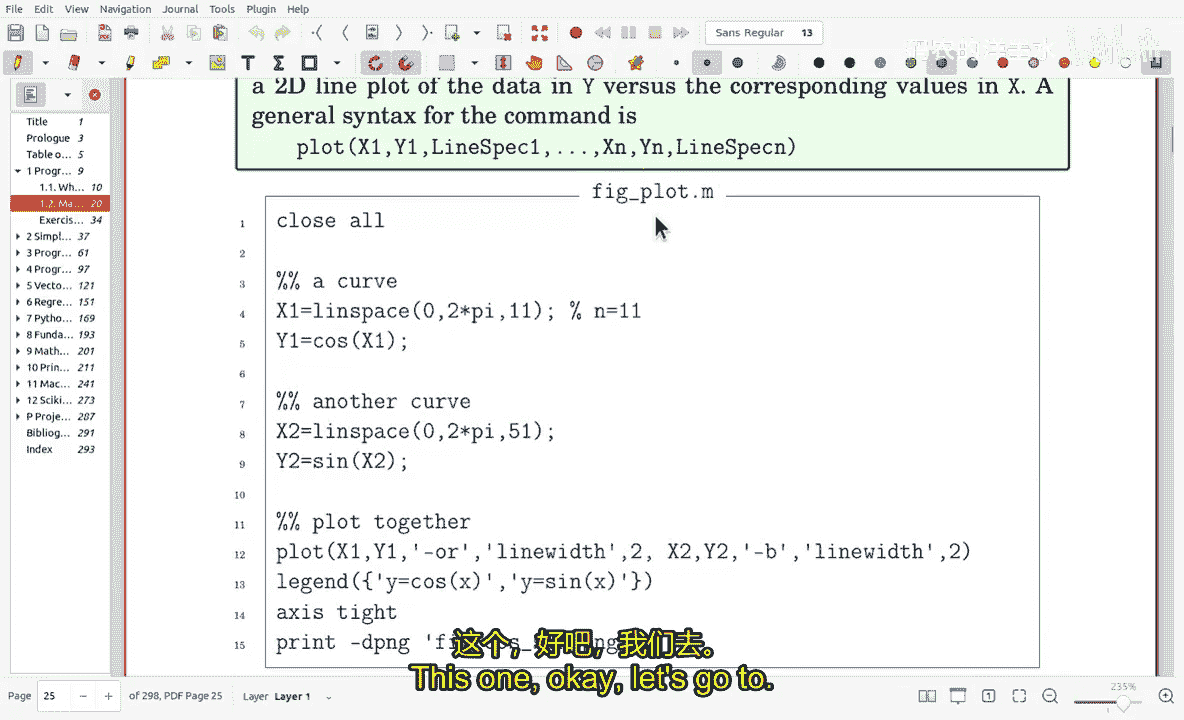 File Edit View Navigation Journal Tools Plugin Help
Sans Regular 13
Title 1
Prologue 3
Table o... 5
1 Progr... 9
1.1. Wh... 10
1.2. Ma... 20
Exercis... 34
2 Simpl... 37
3 Progr... 61
4 Progr... 97
5 Vecto... 121
6 Regre... 151
7 Pytho... 169
8 Funda... 193
9 Math... 201
10 Prin... 211
11 Mac... 241
12 Sciki... 273
P Proje... 287
Bibliog... 291
Index 293
a 2D line plot of the data in Y versus the corresponding values in X. A
general syntax for the command is
plot(X1,Y1,LineSpec1,...,Xn,Yn,LineSpecn)
fig_plot.m
1 close all
2
3 %% a curve
4 X1=linspace(0,2*pi,11); % n=11
5 Y1=cos(X1);
6
7 %% another curve
8 X2=linspace(0,2*pi,51);
9 Y2=sin(X2);
10
11 %% plot together
12 plot(X1,Y1,'-or','linewidth',2, X2,Y2,'-b','linewidth',2)
13 legend({'y=cos(x)','y=sin(x)'})
14 axis tight
15 print -dpng
这个，好吧，我们去。
This one, okay, let's go to.
Page 25 of 298, PDF Page 25 Layer Layer 1 235%